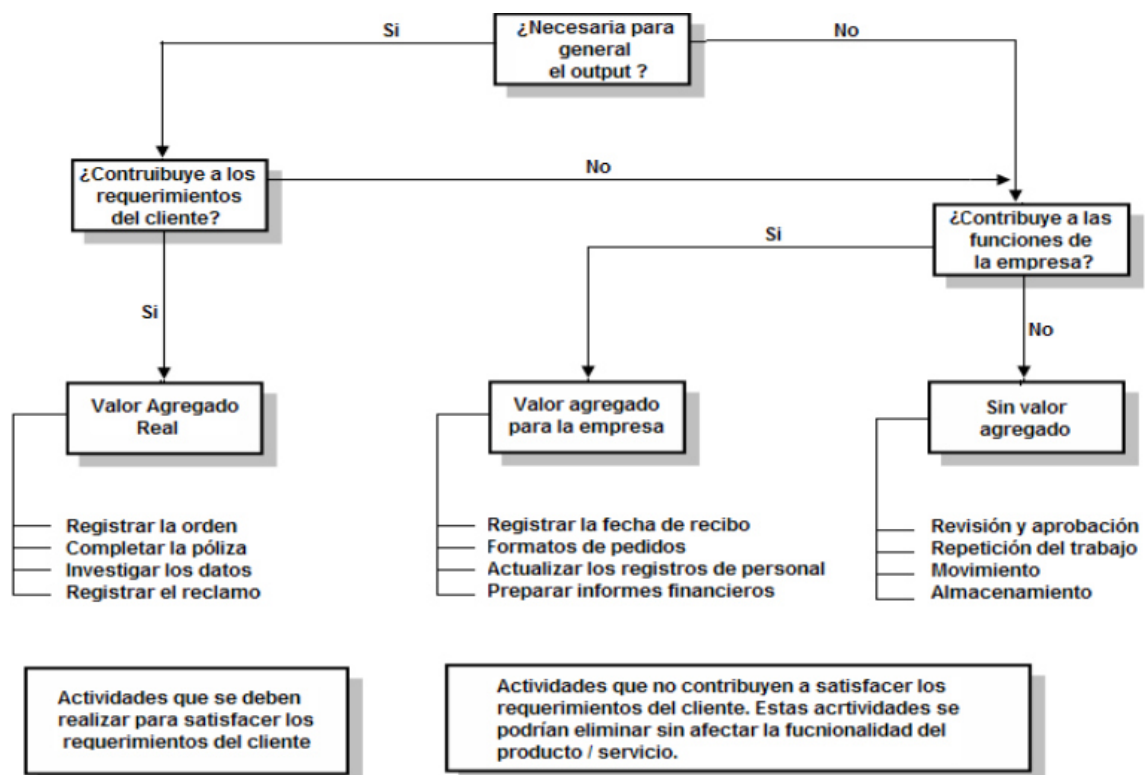 ¿Necesaria para
general
el output ?
Si
No
¿Contruibuye a los
requerimientos
del cliente?
No
¿Contribuye a las
funciones de
la empresa?
Si
Si
No
Valor Agregado
Real
Valor agregado
para la empresa
Sin valor
agregado
Registrar la orden
Completar la póliza
Investigar los datos
Registrar el reclamo
Registrar la fecha de recibo
Formatos de pedidos
Actualizar los registros de personal
Preparar informes financieros
Revisión y aprobación
Repetición del trabajo
Movimiento
Almacenamiento
Actividades que se deben
realizar para satisfacer los
requerimientos del cliente
Actividades que no contribuyen a satisfacer los
requerimientos del cliente. Estas acrtividades se
podrían eliminar sin afectar la fucnionalidad del
producto / servicio.